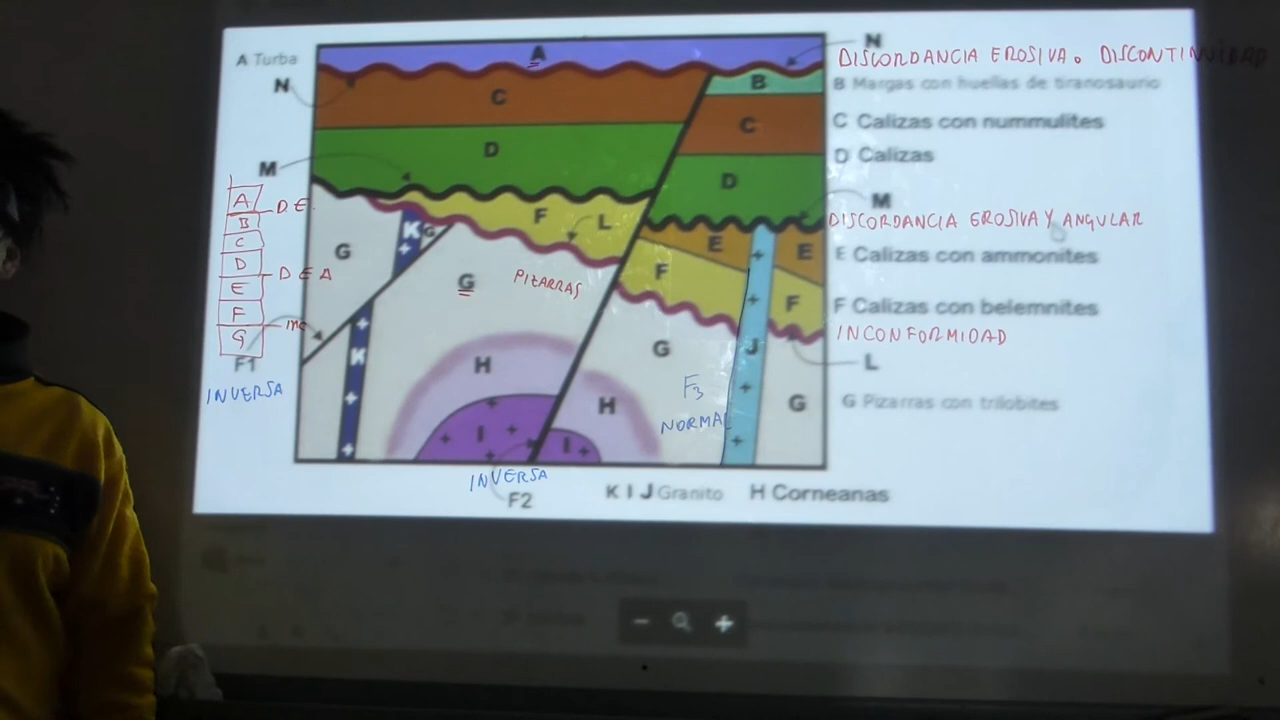 A Turba
A
N
DISCORDANCIA EROSIVA. DISCONTINUIDAD
N
C
B
B Margas con huellas de tiranosaurio
C
C Calizas con nummulites
D
D Calizas
M
D
M
A
D.E.
B
C
D
D E A
E
F
G
F1
INVERSA
DISCORDANCIA EROSIVA Y ANGULAR
F
L
G
K
G
E
E
E Calizas con ammonites
G
PIZARRAS
F
F
F Calizas con belemnites
INCONFORMIDAD
K
G
J
L
H
H
F3
NORMAL
G
G Pizarras con trilobites
I
I
INVERSA
F2
K I J Granito
H Corneanas